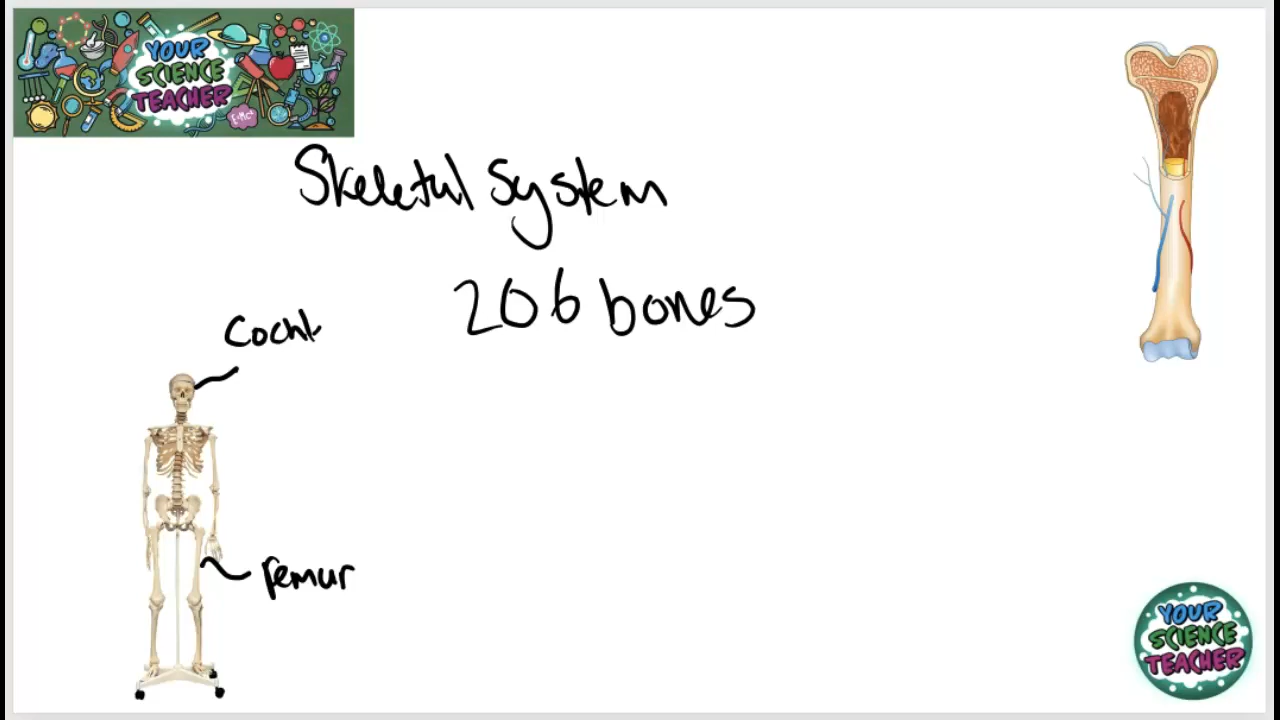 YOUR
SCIENCE
TEACHER
Skeletal System
206 bones
Cochl
femur
YOUR
SCIENCE
TEACHER